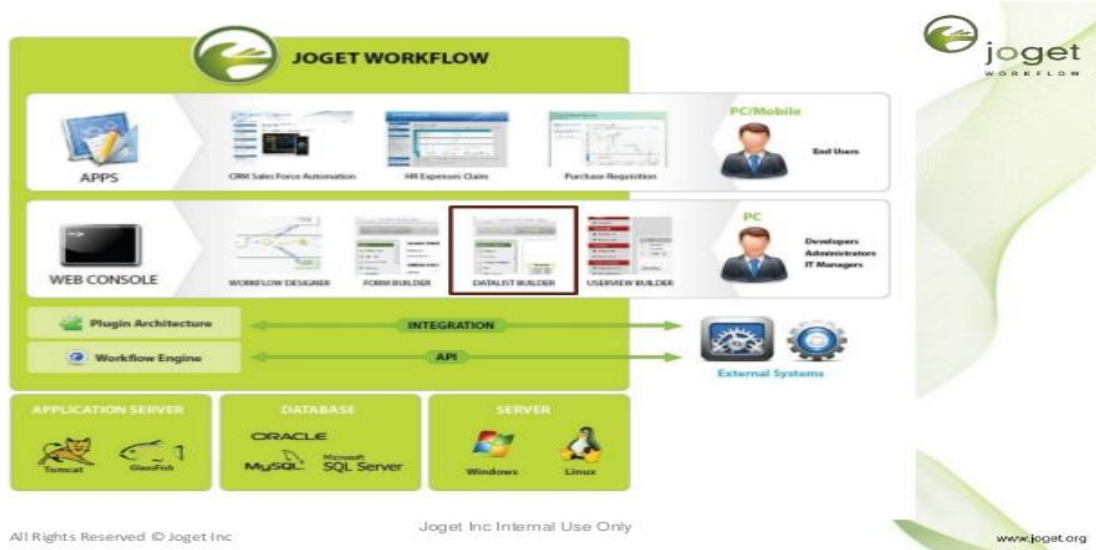 JOGET WORKFLOW
joget
WORKFLOW
APPS
CRM Sales Force Automation
HR Expenses Claim
Purchase Requisition
PC/Mobile
End Users
WEB CONSOLE
WORKFLOW DESIGNER
FORM BUILDER
DATALIST BUILDER
USERVIEW BUILDER
PC
Developers
Administrators
IT Managers
Plugin Architecture
INTEGRATION
Workflow Engine
API
External Systems
APPLICATION SERVER
Tomcat
GlassFish
DATABASE
ORACLE
MySQL
Microsoft
SQL Server
SERVER
Windows
Linux
All Rights Reserved © Joget Inc
Joget Inc Internal Use Only
www.joget.org